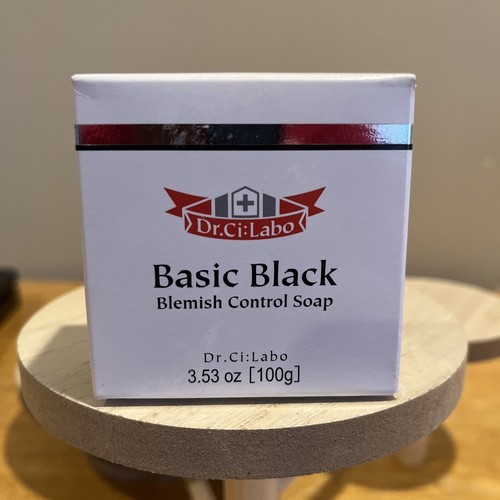 Dr.Ci:Labo
Basic Black
Blemish Control Soap
Dr.Ci:Labo
3.53 oz [100g]